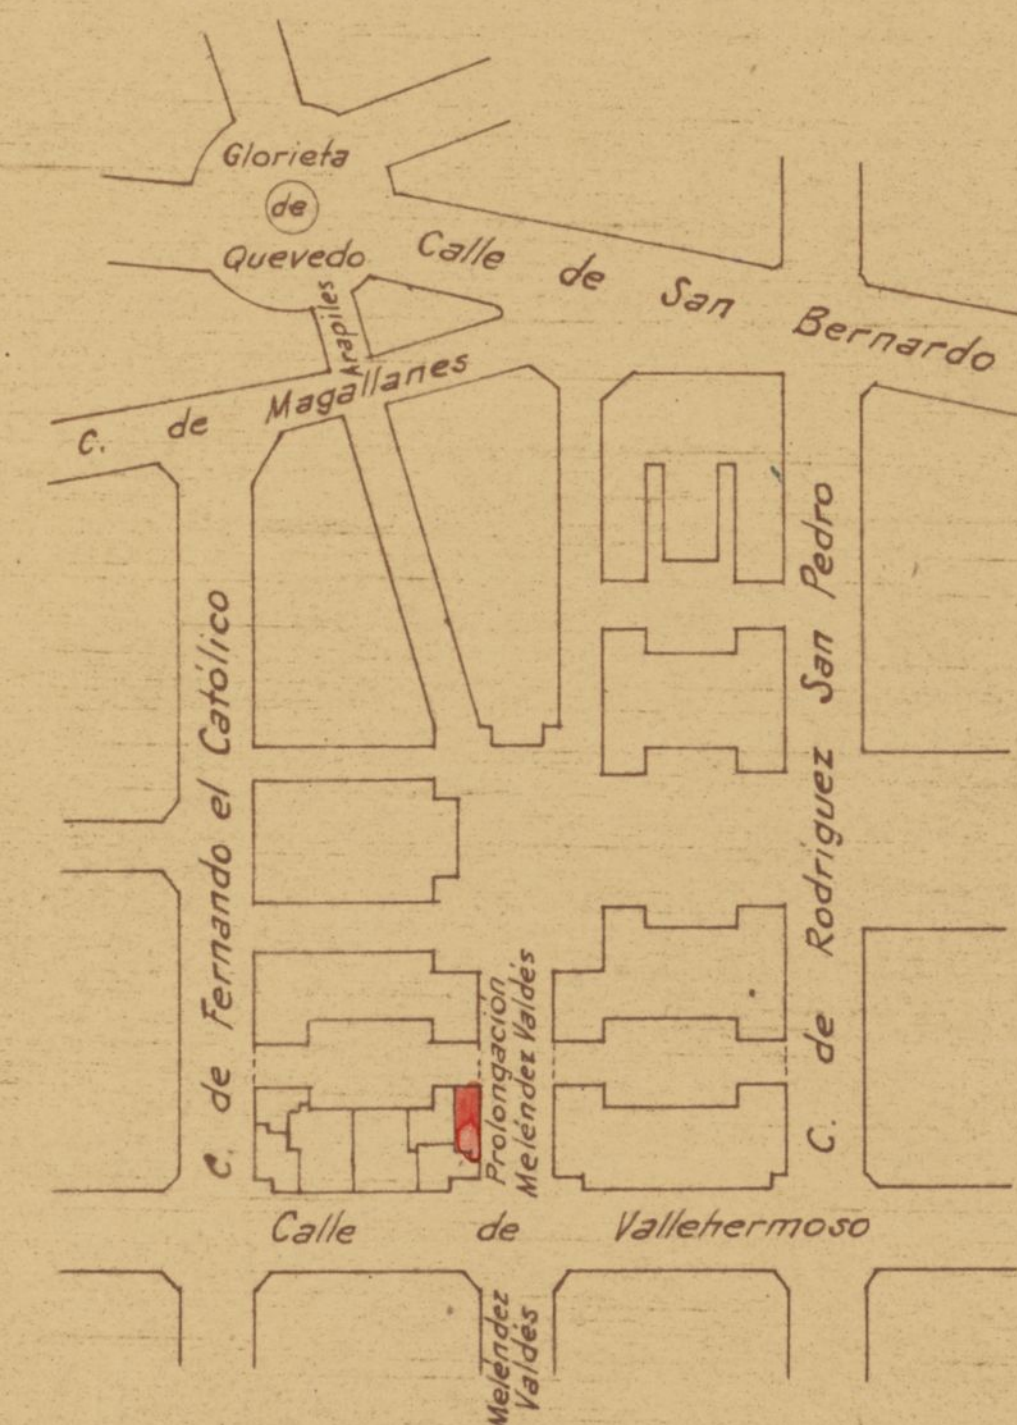 Glorieta
de
Quevedo
Calle de San Bernardo
Arapiles
C. de Magallanes
C. de Fernando el Católico
C. de Rodríguez San Pedro
Prolongación
Meléndez Valdés
Calle de Vallehermoso
Meléndez
Valdés